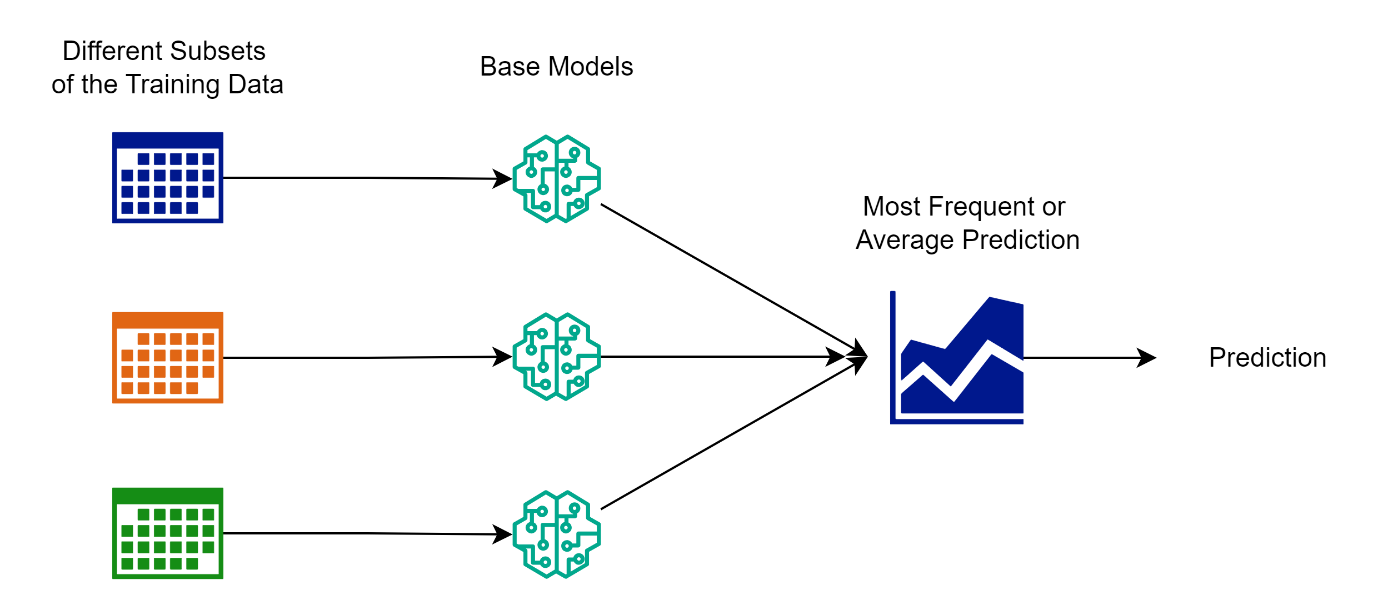 Different Subsets
of the Training Data
Base Models
Most Frequent or
Average Prediction
Prediction